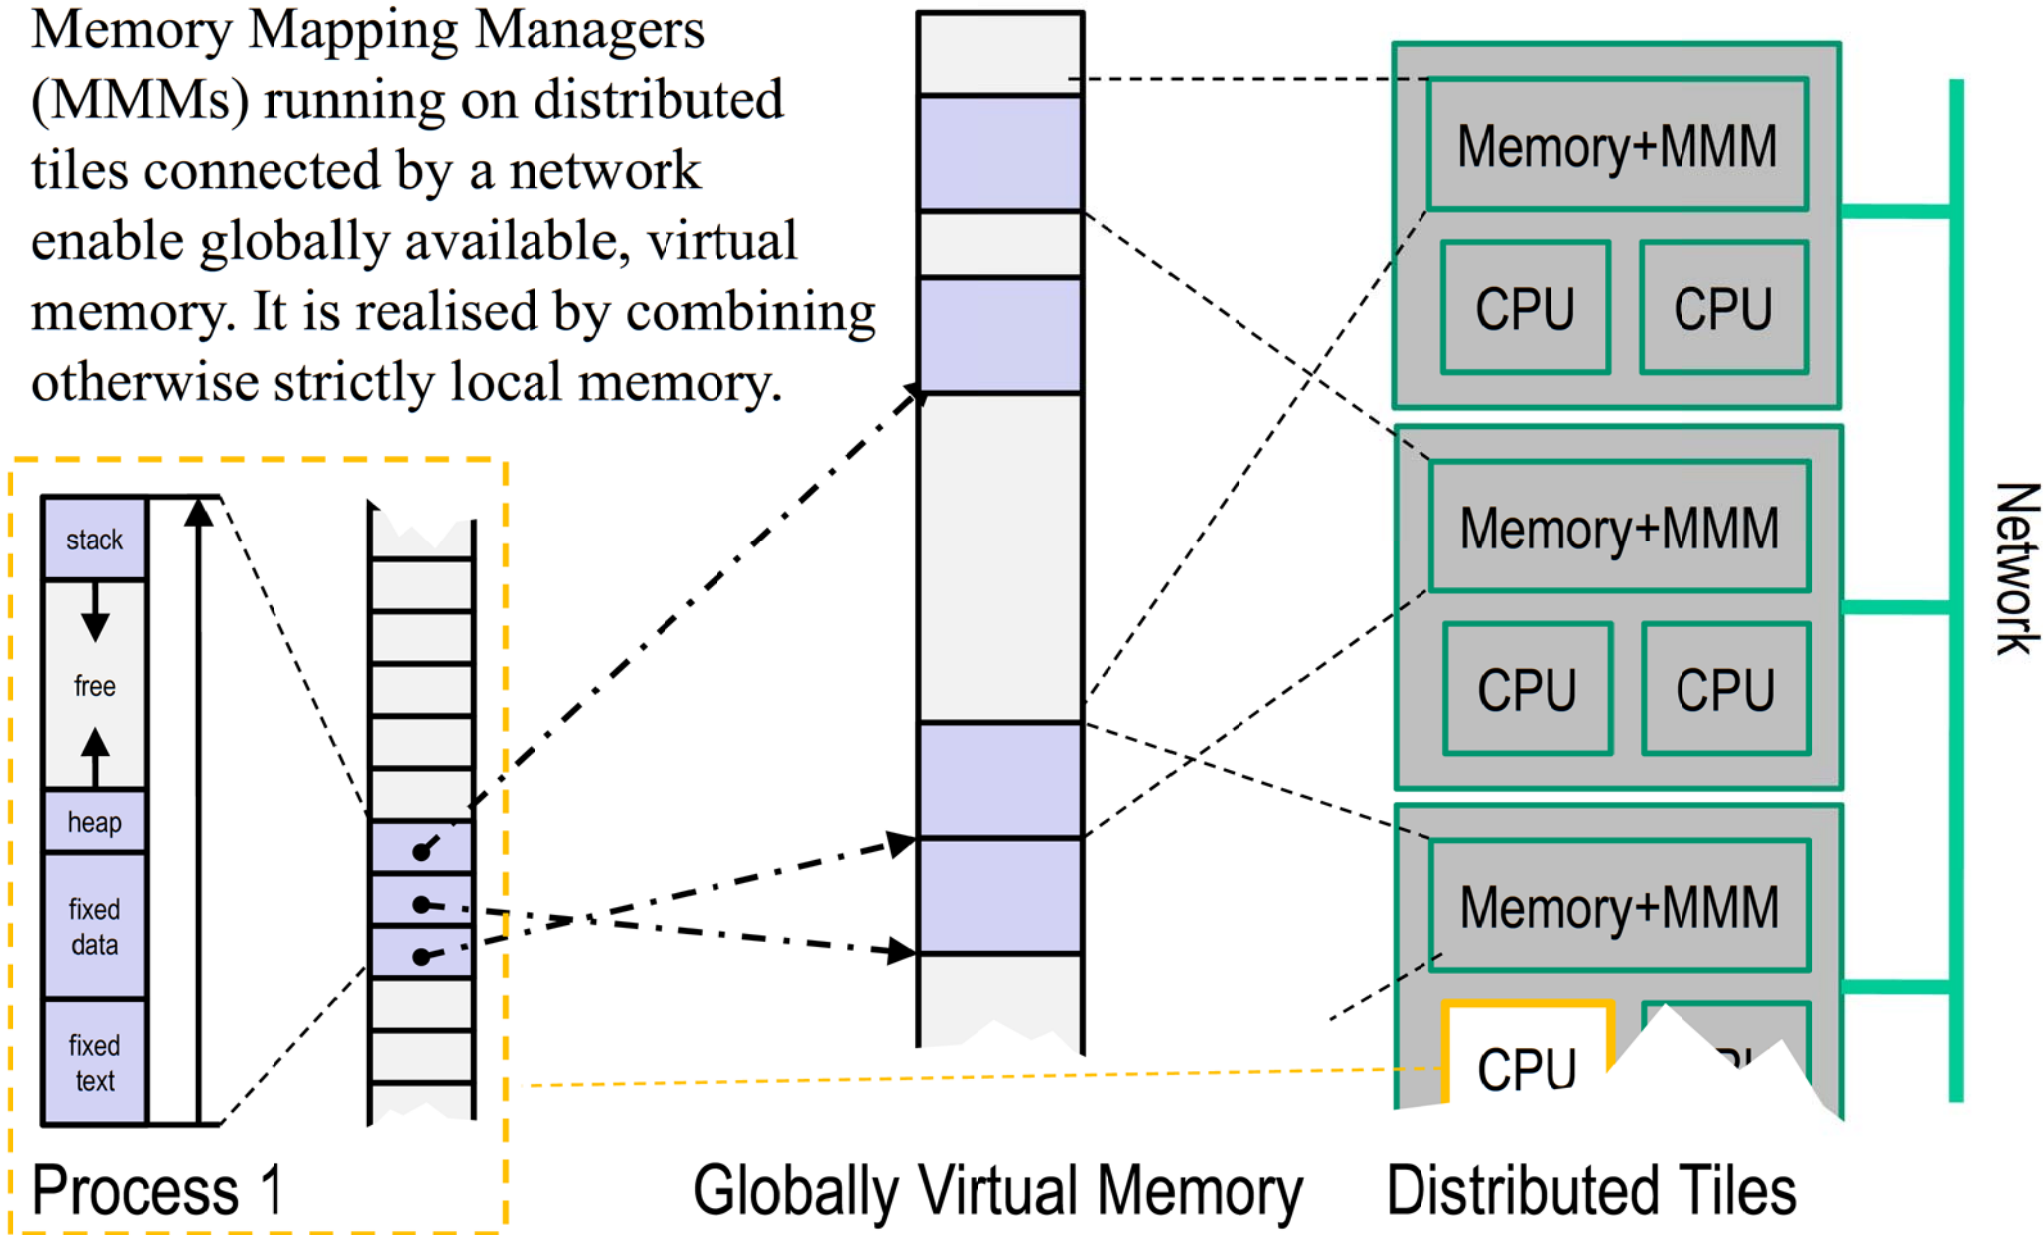 Memory Mapping Managers
(MMMs) running on distributed
tiles connected by a network
enable globally available, virtual
memory. It is realised by combining
otherwise strictly local memory.
stack
free
heap
fixed
data
fixed
text
Process 1
Globally Virtual Memory
Memory+MMM
CPU CPU
Memory+MMM
CPU CPU
Memory+MMM
CPU
Distributed Tiles
Network